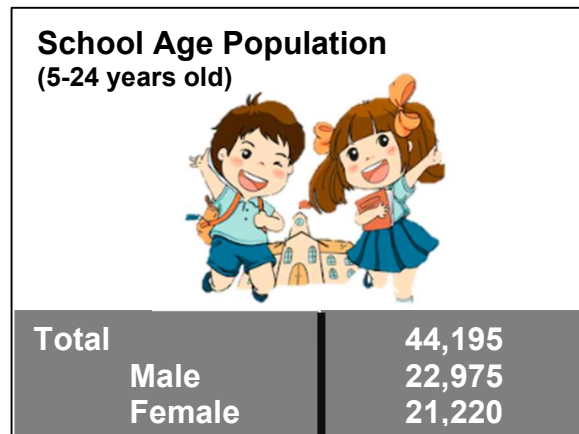 School Age Population
(5-24 years old)
Total 44,195
Male 22,975
Female 21,220